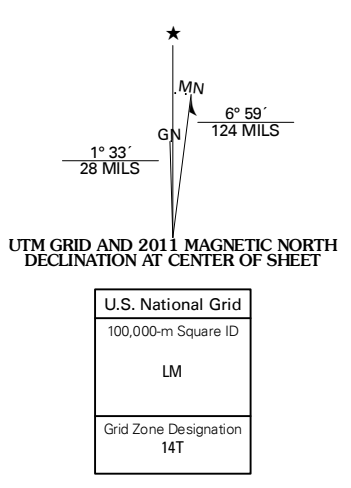 ★
MN
6° 59´
124 MILS
GN
1° 33´
28 MILS
UTM GRID AND 2011 MAGNETIC NORTH
DECLINATION AT CENTER OF SHEET
U.S. National Grid
100,000-m Square ID
LM
Grid Zone Designation
14T